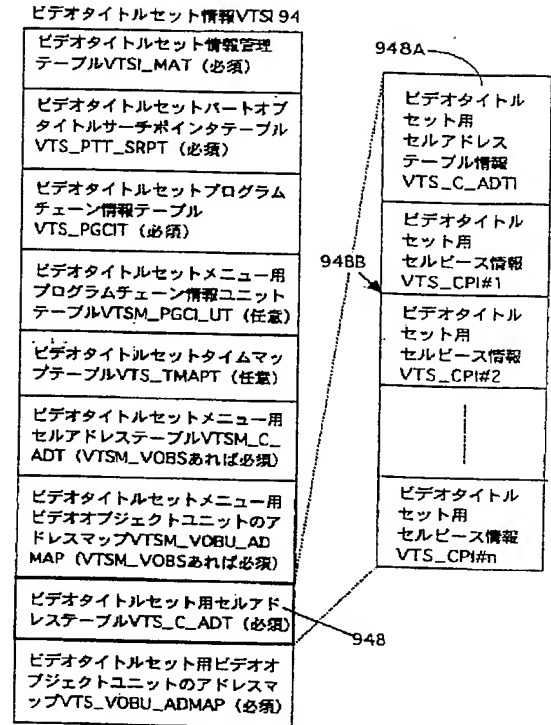 ビデオタイトルセット情報VTSI 94
ビデオタイトルセット情報管理
テーブルVTSI_MAT（必須）
ビデオタイトルセットパートオブ
タイトルサーチポインタテーブル
VTS_PTT_SRPT（必須）
ビデオタイトルセットプログラム
チェーン情報テーブル
VTS_PGCIT（必須）
ビデオタイトルセットメニュー用
プログラムチェーン情報ユニット
テーブルVTSM_PGCI_UT（任意）
ビデオタイトルセットタイムマッ
プテーブルVTS_TMAPT（任意）
ビデオタイトルセットメニュー用
セルアドレステーブルVTSM_C_
ADT（VTSM_VOBSあれば必須）
ビデオタイトルセットメニュー用
ビデオオブジェクトユニットのア
ドレスマップVTSM_VOBU_AD
MAP（VTSM_VOBSあれば必須）
ビデオタイトルセット用セルアド
レステーブルVTS_C_ADT（必須）
ビデオタイトルセット用ビデオオ
ブジェクトユニットのアドレスマ
ップVTS_VOBU_ADMAP（必須）
948A
ビデオタイトル
セット用
セルアドレス
テーブル情報
VTS_C_ADTI
948B
ビデオタイトル
セット用
セルピース情報
VTS_CPI#1
ビデオタイトル
セット用
セルピース情報
VTS_CPI#2
ビデオタイトル
セット用
セルピース情報
VTS_CPI#n
948